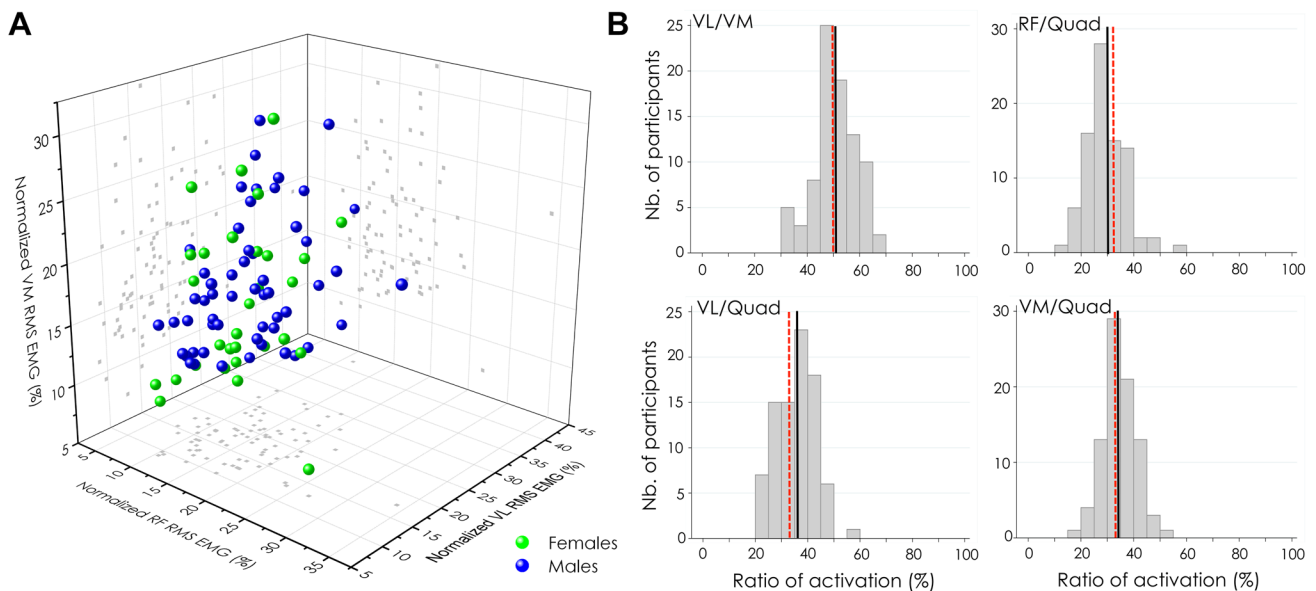 A
B
Normalized VM RMS EMG (%)
30
25
20
15
10
5
5
10
15
20
25
30
35
Normalized RF RMS EMG (%)
5
10
15
20
25
30
35
40
45
Normalized VL RMS EMG (%)
Females
Males
VL/VM
Nb. of participants
25
20
15
10
5
0
0 20 40 60 80 100
RF/Quad
30
20
10
0
0 20 40 60 80 100
VL/Quad
Nb. of participants
25
20
15
10
5
0
0 20 40 60 80 100
Ratio of activation (%)
VM/Quad
30
20
10
0
0 20 40 60 80 100
Ratio of activation (%)